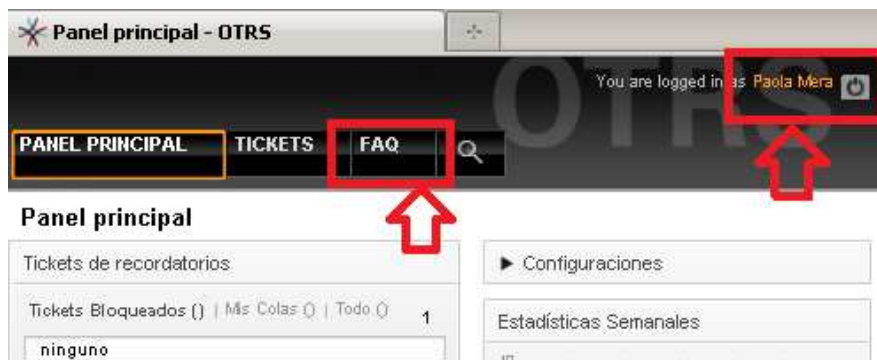 Panel principal - OTRS
You are logged in as Paola Mera
OTRS
PANEL PRINCIPAL TICKETS FAQ
Panel principal
Tickets de recordatorios
▶ Configuraciones
Tickets Bloqueados () | Mis Colas () | Todo () 1
Estadísticas Semanales
ninguno